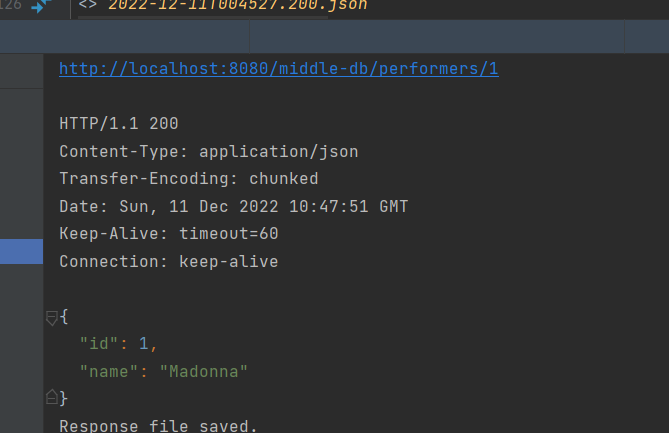 126 <> 2022-12-11T004527.200.json
http://localhost:8080/middle-db/performers/1
HTTP/1.1 200
Content-Type: application/json
Transfer-Encoding: chunked
Date: Sun, 11 Dec 2022 10:47:51 GMT
Keep-Alive: timeout=60
Connection: keep-alive
{
"id": 1,
"name": "Madonna"
}
Response file saved.